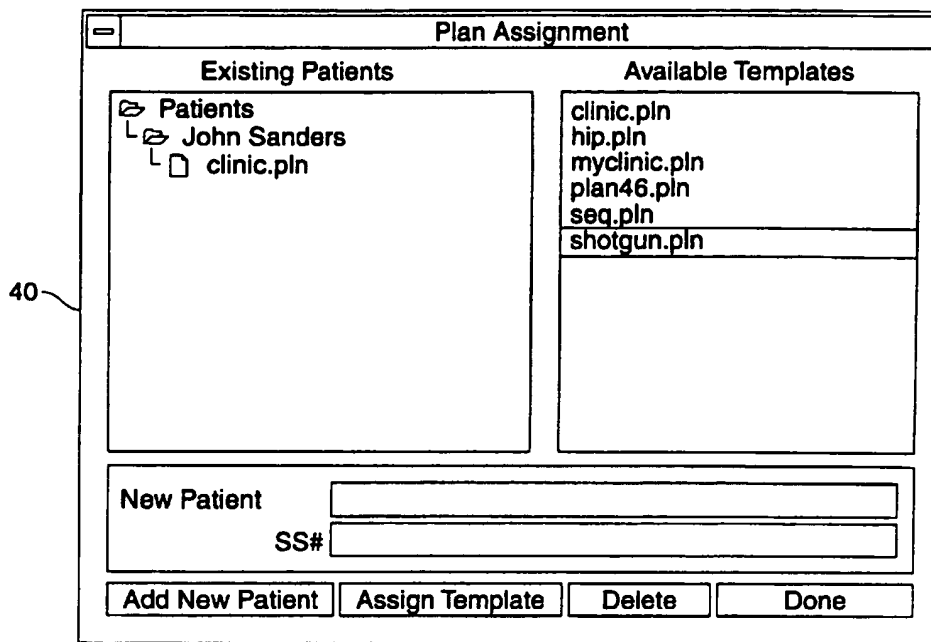 Plan Assignment
Existing Patients
Available Templates
Patients
John Sanders
clinic.pln
clinic.pln
hip.pln
myclinic.pln
plan46.pln
seq.pln
shotgun.pln
40
New Patient
SS#
Add New Patient
Assign Template
Delete
Done